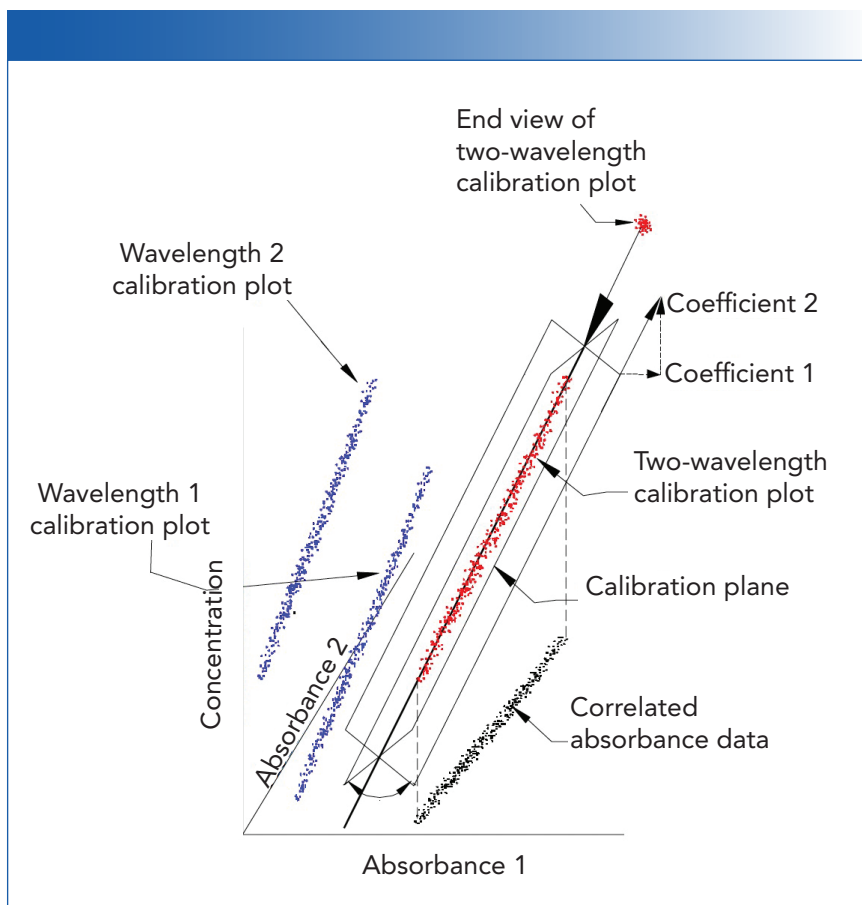 End view of
two-wavelength
calibration plot
Wavelength 2
calibration plot
Coefficient 2
Coefficient 1
Two-wavelength
calibration plot
Wavelength 1
calibration plot
Calibration plane
Concentration
Absorbance 2
Correlated
absorbance data
Absorbance 1